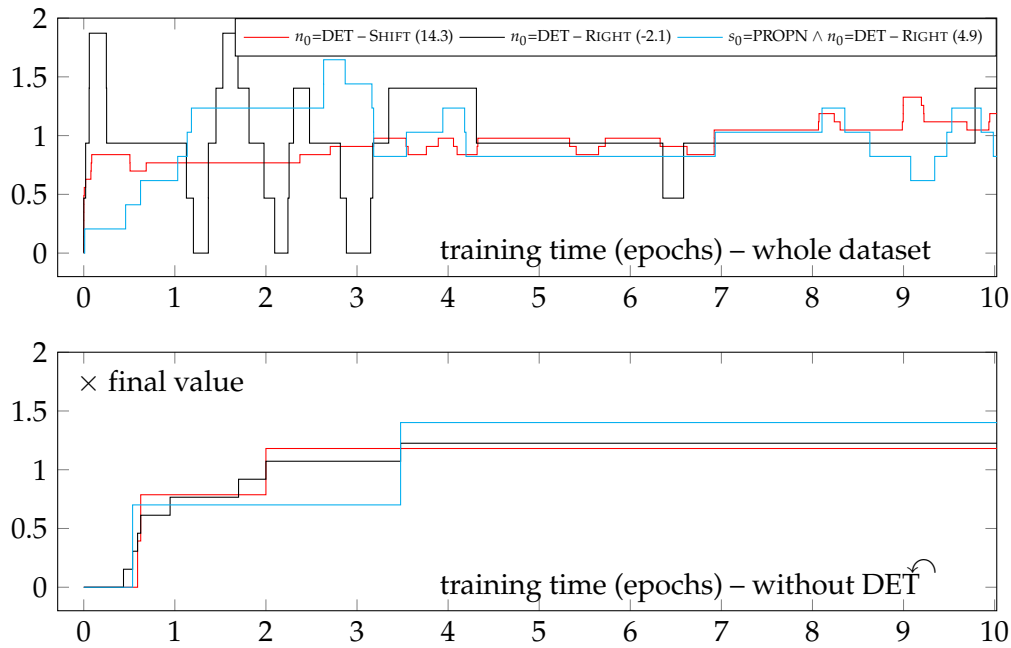 2
1.5
1
0.5
0
n₀=DET – SHIFT (14.3) n₀=DET – RIGHT (-2.1) s₀=PROPN ∧ n₀=DET – RIGHT (4.9)
training time (epochs) – whole dataset
0 1 2 3 4 5 6 7 8 9 10
2
1.5
1
0.5
0
× final value
training time (epochs) – without DET
0 1 2 3 4 5 6 7 8 9 10